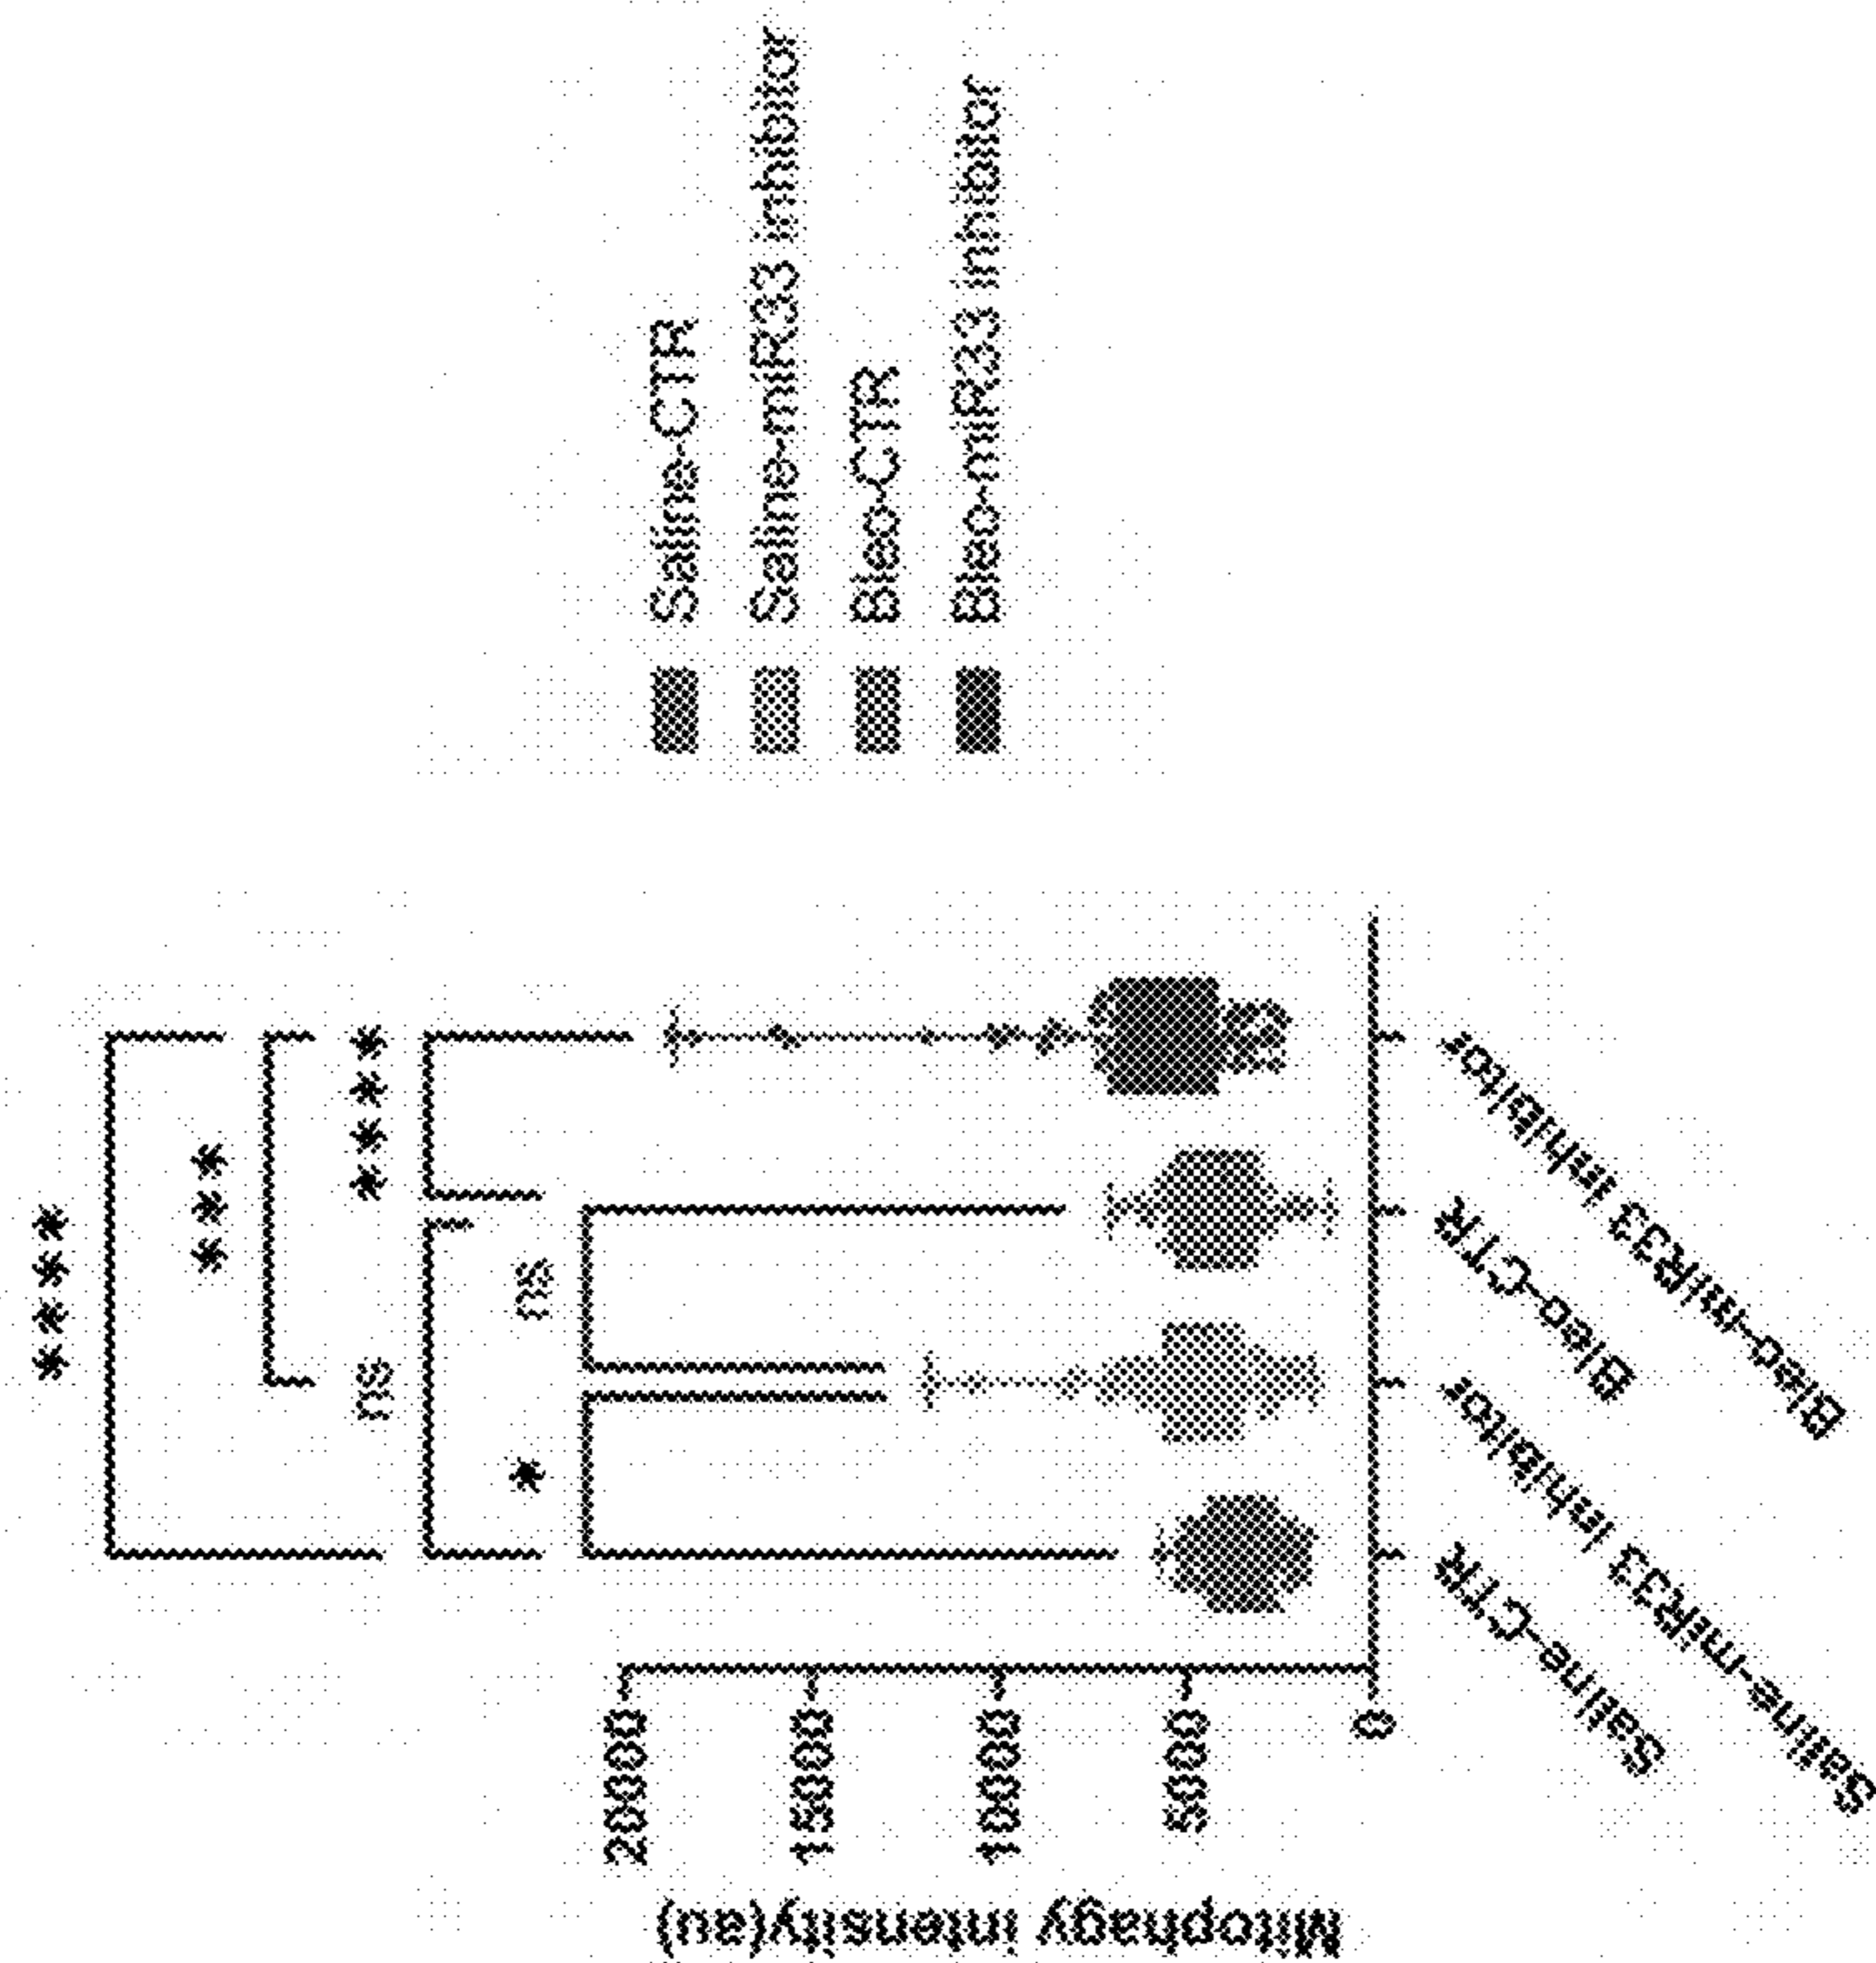 Mitophagy intensity(au)
20000
15000
10000
5000
0
****
***
ns
****
*
ns
Saline-CTR
Saline-miR33 inhibitor
Bleo-CTR
Bleo-miR33 inhibitor
Saline-CTR
Saline-miR33 inhibitor
Bleo-CTR
Bleo-miR33 inhibitor